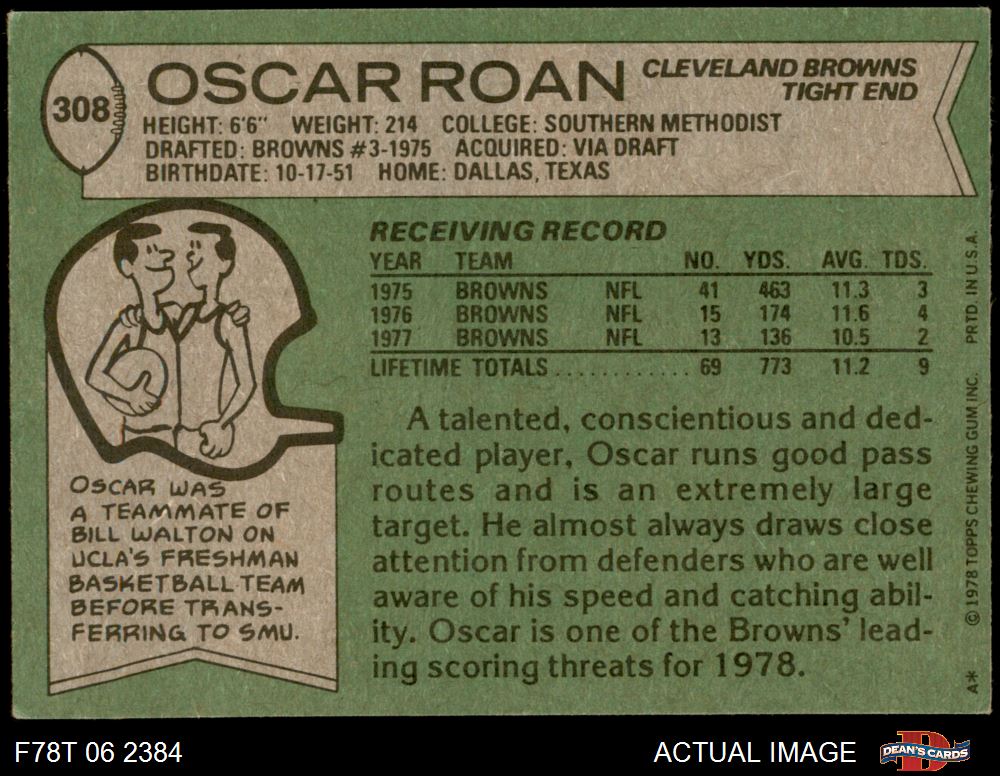 308
OSCAR ROAN
CLEVELAND BROWNS
TIGHT END
HEIGHT: 6'6" WEIGHT: 214 COLLEGE: SOUTHERN METHODIST
DRAFTED: BROWNS #3-1975 ACQUIRED: VIA DRAFT
BIRTHDATE: 10-17-51 HOME: DALLAS, TEXAS
OSCAR WAS
A TEAMMATE OF
BILL WALTON ON
UCLA'S FRESHMAN
BASKETBALL TEAM
BEFORE TRANS-
FERRING TO SMU.
RECEIVING RECORD
YEAR TEAM NO. YDS. AVG. TDS.
1975 BROWNS NFL 41 463 11.3 3
1976 BROWNS NFL 15 174 11.6 4
1977 BROWNS NFL 13 136 10.5 2
LIFETIME TOTALS............ 69 773 11.2 9
A talented, conscientious and ded-
icated player, Oscar runs good pass
routes and is an extremely large
target. He almost always draws close
attention from defenders who are well
aware of his speed and catching abil-
ity. Oscar is one of the Browns' lead-
ing scoring threats for 1978.
A* © 1978 TOPPS CHEWING GUM INC. PRTD. IN U.S.A.
F78T 06 2384
ACTUAL IMAGE
D
DEAN'S CARDS